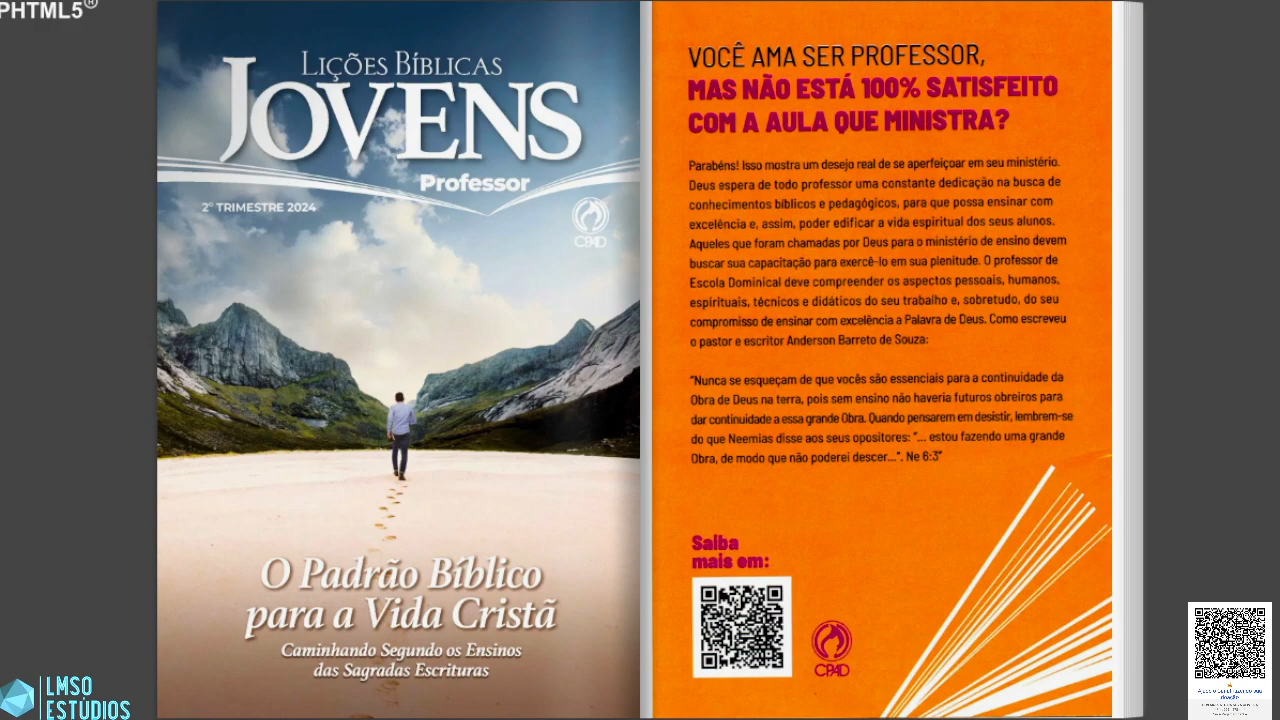 PHTML5®
LIÇÕES BÍBLICAS
JOVENS
Professor
2º TRIMESTRE 2024
CPAD
O Padrão Bíblico
para a Vida Cristã
Caminhando Segundo os Ensinos
das Sagradas Escrituras
LMSO
ESTÚDIOS
VOCÊ AMA SER PROFESSOR,
MAS NÃO ESTÁ 100% SATISFEITO
COM A AULA QUE MINISTRA?
Parabéns! Isso mostra um desejo real de se aperfeiçoar em seu ministério.
Deus espera de todo professor uma constante dedicação na busca de
conhecimentos bíblicos e pedagógicos, para que possa ensinar com
excelência e, assim, poder edificar a vida espiritual dos seus alunos.
Aqueles que foram chamadas por Deus para o ministério de ensino devem
buscar sua capacitação para exercê-lo em sua plenitude. O professor de
Escola Dominical deve compreender os aspectos pessoais, humanos,
espirituais, técnicos e didáticos do seu trabalho e, sobretudo, do seu
compromisso de ensinar com excelência a Palavra de Deus. Como escreveu
o pastor e escritor Anderson Barreto de Souza:
"Nunca se esqueçam de que vocês são essenciais para a continuidade da
Obra de Deus na terra, pois sem ensino não haveria futuros obreiros para
dar continuidade a essa grande Obra. Quando pensarem em desistir, lembrem-se
do que Neemias disse aos seus opositores: "... estou fazendo uma grande
Obra, de modo que não poderei descer...". Ne 6:3"
Saiba
mais em:
CPAD